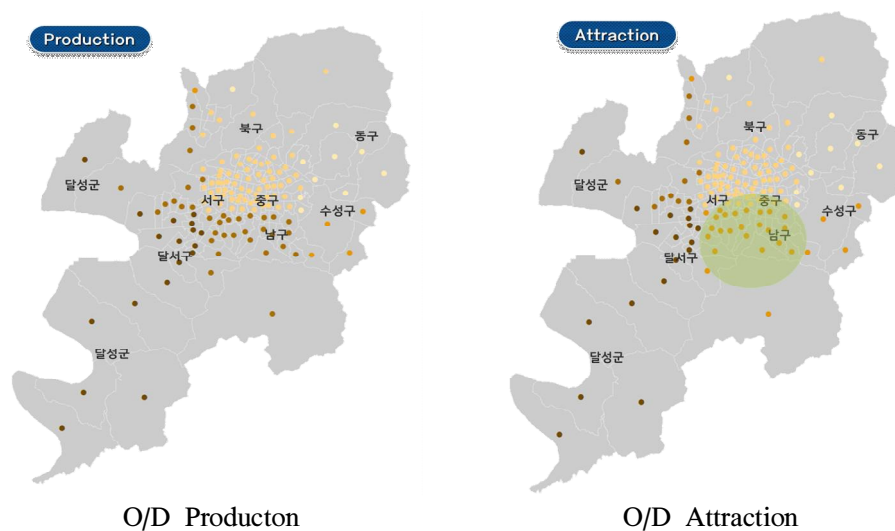 Production
북구
동구
달성군
서구
중구
수성구
남구
달서구
달성군
O/D Producton
Attraction
북구
동구
달성군
서구
중구
수성구
남구
달서구
달성군
O/D Attraction